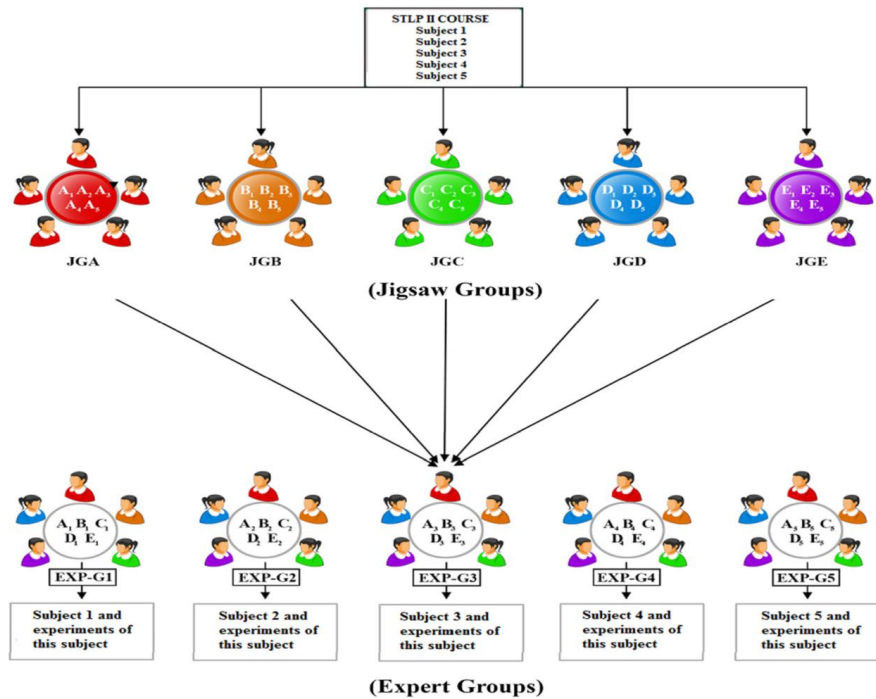 STLP II COURSE
Subject 1
Subject 2
Subject 3
Subject 4
Subject 5
A₁ A₂ A₃
A₄ A₅
B₁ B₂ B₃
B₅
C₁ C₂ C₃
C₄
D₁ D₂ D₃
D₄ D₅
E₁ E₂ E₃
E₅
JGA
JGB
JGC
JGD
JGE
(Jigsaw Groups)
A₁ B₁ C₁
D₁ E₁
A₂ B₂ C₂
D₂ E₂
A₃ B₃ C₃
D₃ E₃
A₄ C₄
D₄ E₄
A₅ B₅ C₅
D₅ E₅
EXP-G1
EXP-G2
EXP-G3
EXP-G4
EXP-G5
Subject 1 and
experiments of
this subject
Subject 2 and
experiments of
this subject
Subject 3 and
experiments of
this subject
Subject 4 and
experiments of
this subject
Subject 5 and
experiments of
this subject
(Expert Groups)